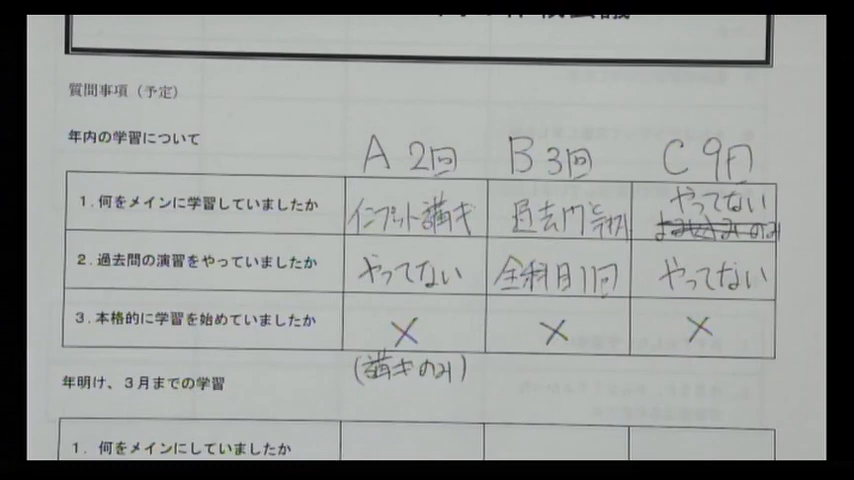 質問事項（予定）
年内の学習について
A 2回 B 3回 C 9回
1.何をメインに学習していましたか インプット講ギ 過去問と やってない
2.過去問の演習をやっていましたか やってない 全科目1回 やってない
3.本格的に学習を始めていましたか × × ×
(講ギのみ)
年明け、3月までの学習
1. 何をメインにしていましたか